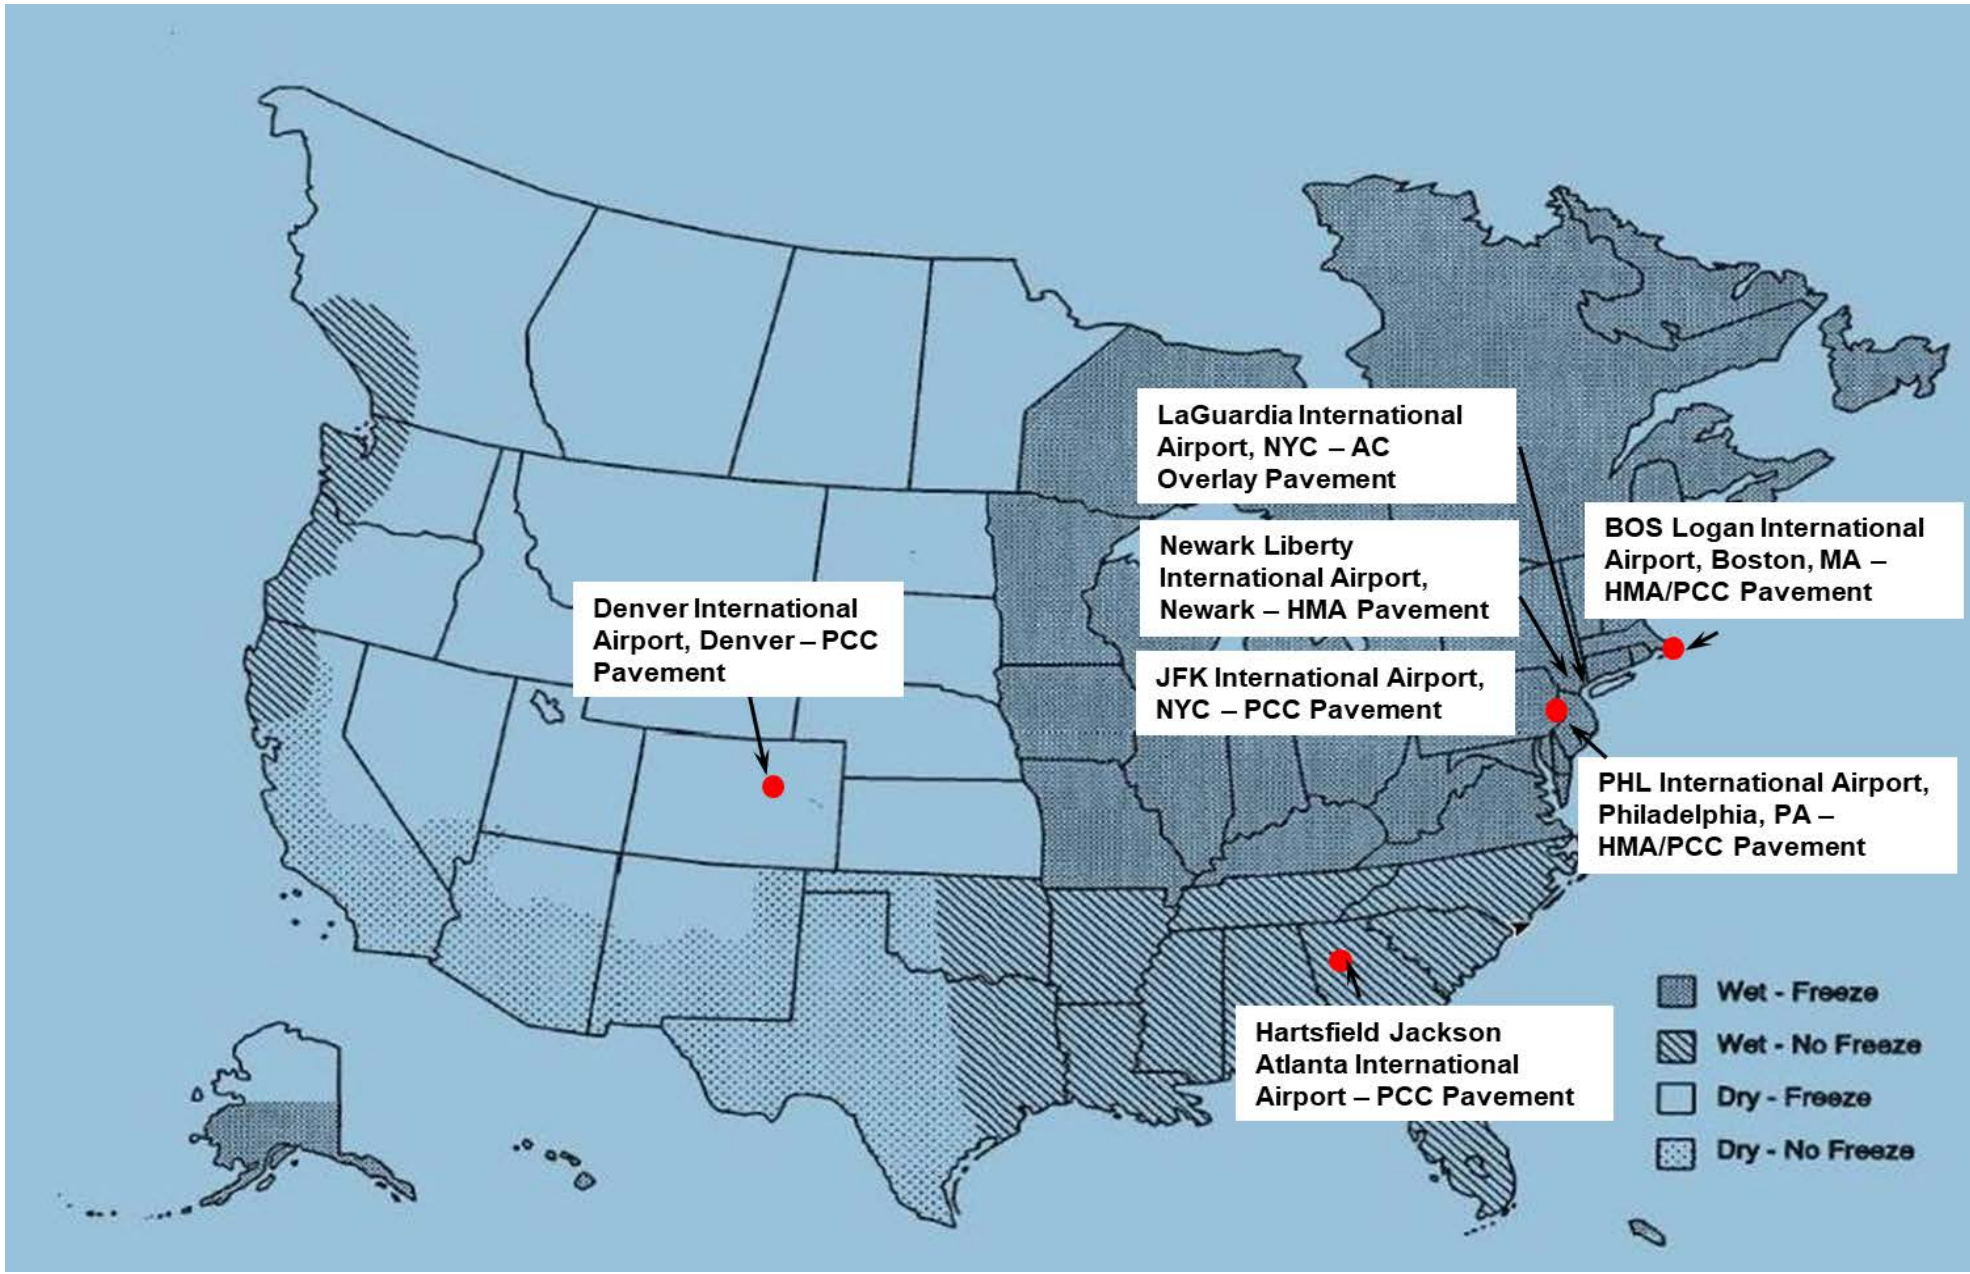 LaGuardia International
Airport, NYC – AC
Overlay Pavement
BOS Logan International
Airport, Boston, MA –
HMA/PCC Pavement
Newark Liberty
International Airport,
Newark – HMA Pavement
Denver International
Airport, Denver – PCC
Pavement
JFK International Airport,
NYC – PCC Pavement
PHL International Airport,
Philadelphia, PA –
HMA/PCC Pavement
Hartsfield Jackson
Atlanta International
Airport – PCC Pavement
Wet - Freeze
Wet - No Freeze
Dry - Freeze
Dry - No Freeze